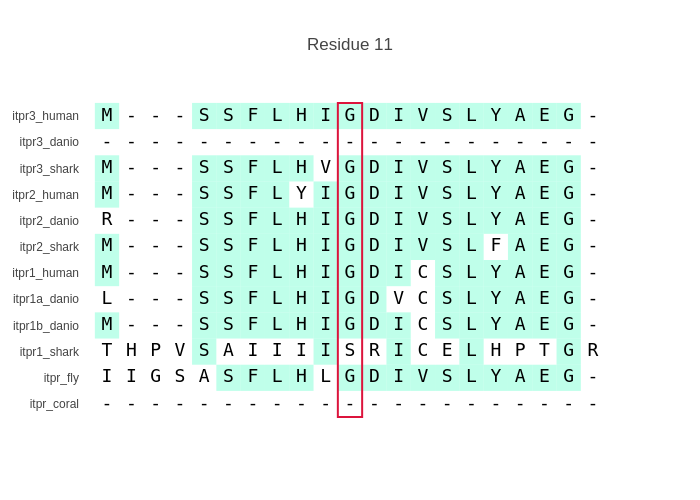 Residue 11
itpr3_human M - - - S S F L H I G D I V S L Y A E G -
itpr3_danio - - - - - - - - - - - - - - - - - - - - -
itpr3_shark M - - - S S F L H V G D I V S L Y A E G -
itpr2_human M - - - S S F L Y I G D I V S L Y A E G -
itpr2_danio R - - - S S F L H I G D I V S L Y A E G -
itpr2_shark M - - - S S F L H I G D I V S L F A E G -
itpr1_human M - - - S S F L H I G D I C S L Y A E G -
itpr1a_danio L - - - S S F L H I G D V C S L Y A E G -
itpr1b_danio M - - - S S F L H I G D I C S L Y A E G -
itpr1_shark T H P V S A I I I I S R I C E L H P T G R
itpr_fly I I G S A S F L H L G D I V S L Y A E G -
itpr_coral - - - - - - - - - - - - - - - - - - - - -